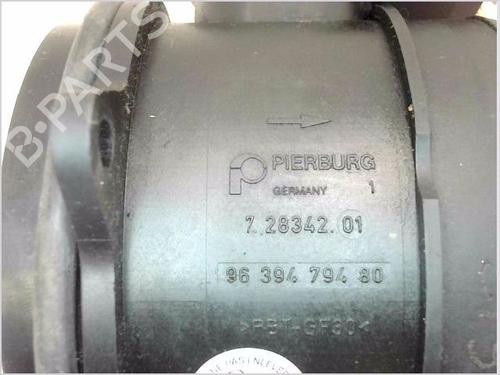 B-PARTS
PIERBURG
GERMANY 1
7.28342.01
96 394 794 80
>PBT-GF30<